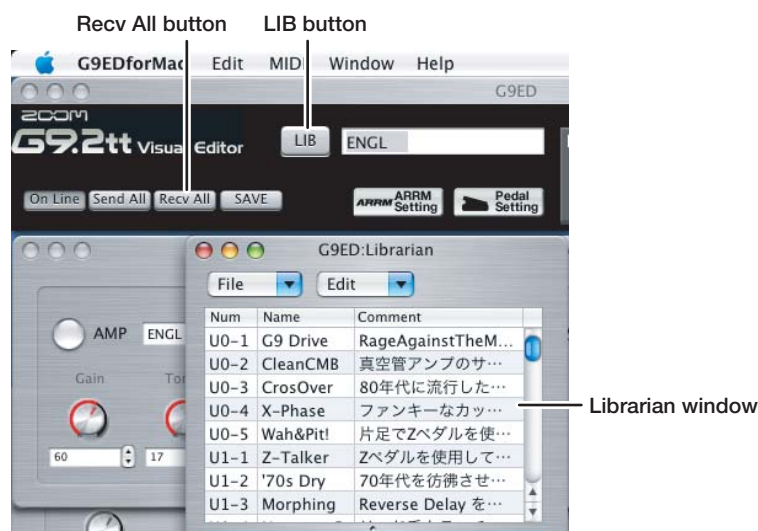 Recv All button LIB button
G9EDforMac Edit MIDI Window Help
G9ED
ZOOM
G9.2tt Visual Editor LIB ENGL
On Line Send All Recv All SAVE ARRM ARRM Setting Pedal Setting
G9ED:Librarian
File Edit
Num Name Comment
AMP ENGL
U0-1 G9 Drive RageAgainstTheM...
U0-2 CleanCMB 真空管アンプのサ…
Gain
U0-3 CrosOver 80年代に流行した…
U0-4 X-Phase ファンキーなカッ…
Librarian window
U0-5 Wah&Pit! 片足でZペダルを使…
60 17
U1-1 Z-Talker Zペダルを使用して…
U1-2 '70s Dry 70年代を彷彿させ…
U1-3 Morphing Reverse Delay を…